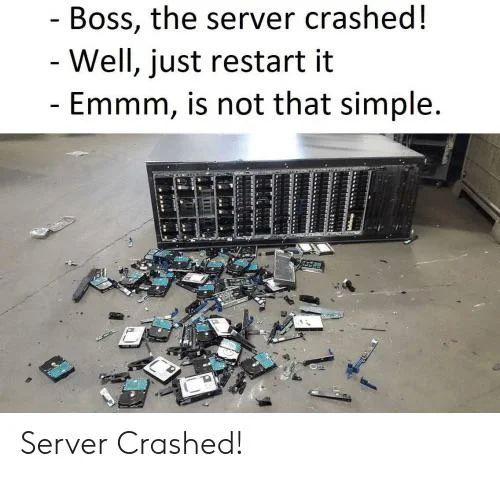 - Boss, the server crashed!
- Well, just restart it
- Emmm, is not that simple.
Server Crashed!